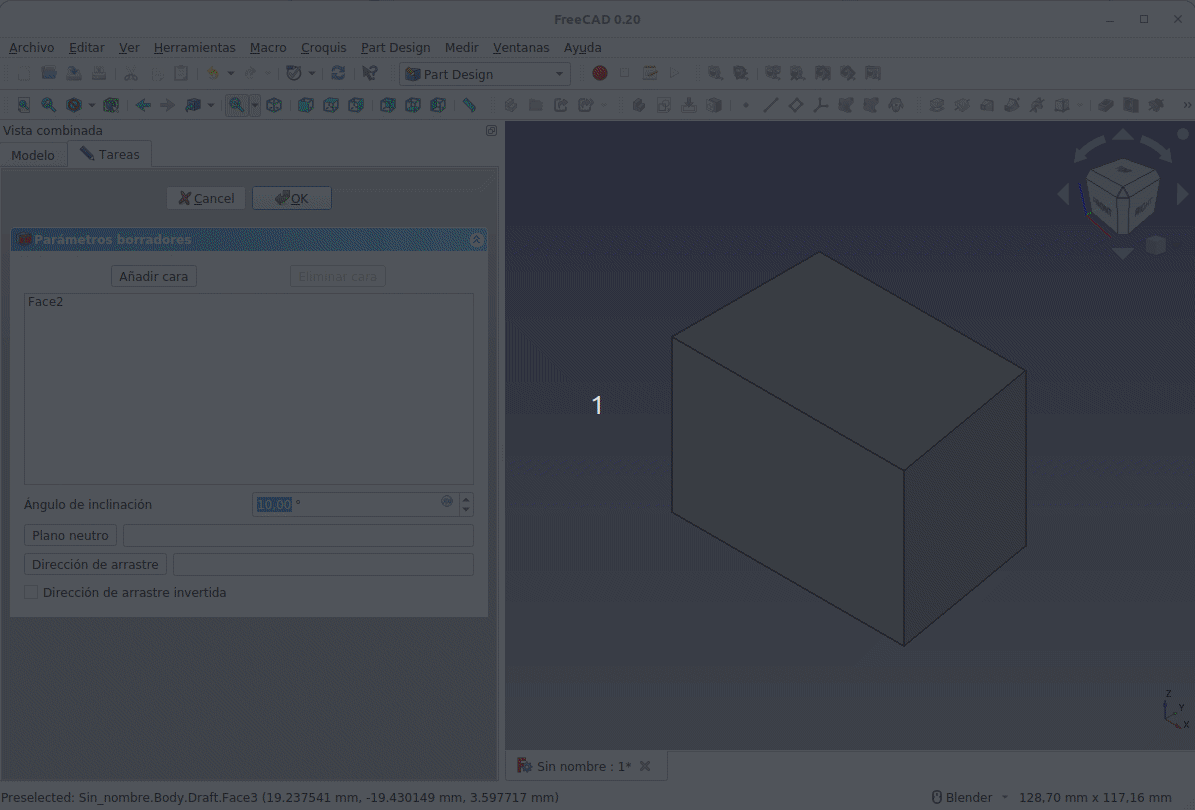 FreeCAD 0.20
Archivo Editar Ver Herramientas Macro Croquis Part Design Medir Ventanas Ayuda
Part Design
Vista combinada
Modelo Tareas
Cancel OK
Parámetros borradores
Añadir cara Eliminar cara
Face2
1
Ángulo de inclinación 10,00 °
Plano neutro
Dirección de arrastre
Dirección de arrastre invertida
Z
Y
X
Sin nombre : 1*
Preselected: Sin_nombre.Body.Draft.Face3 (19.237541 mm, -19.430149 mm, 3.597717 mm) Blender 128,70 mm x 117,16 mm